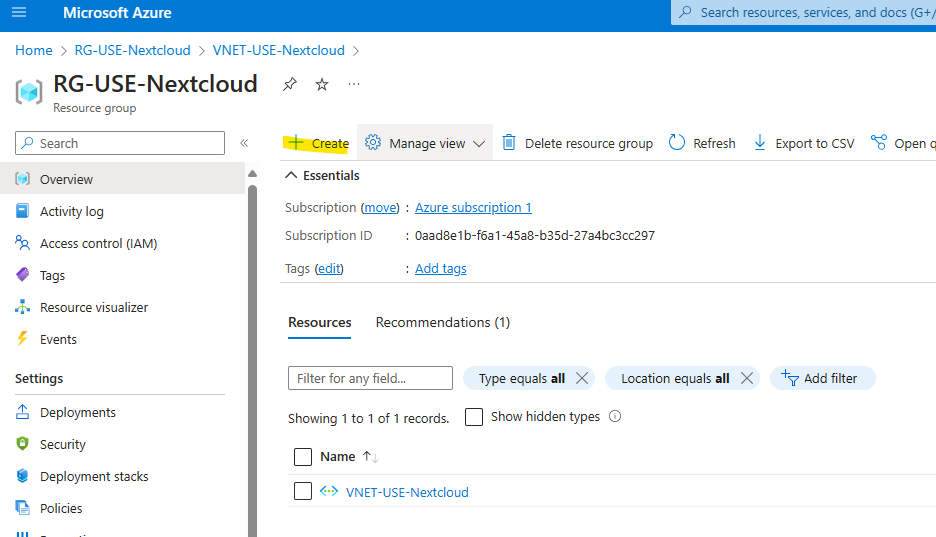 Microsoft Azure
Search resources, services, and docs (G+/
Home > RG-USE-Nextcloud > VNET-USE-Nextcloud >
RG-USE-Nextcloud
Resource group
Search
Create
Manage view
Delete resource group
Refresh
Export to CSV
Open q
Overview
Activity log
Access control (IAM)
Tags
Resource visualizer
Events
Settings
Deployments
Security
Deployment stacks
Policies
Essentials
Subscription (move) : Azure subscription 1
Subscription ID : 0aad8e1b-f6a1-45a8-b35d-27a4bc3cc297
Tags (edit) : Add tags
Resources Recommendations (1)
Filter for any field...
Type equals all
Location equals all
Add filter
Showing 1 to 1 of 1 records.
Show hidden types
Name
VNET-USE-Nextcloud